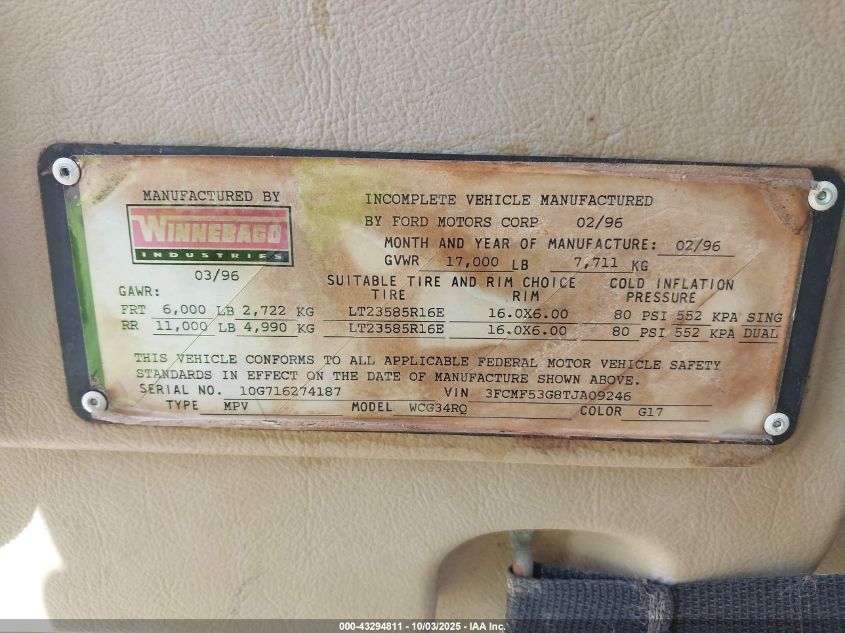 MANUFACTURED BY
WINNEBAGO
INDUSTRIES
03/96
INCOMPLETE VEHICLE MANUFACTURED
BY FORD MOTORS CORP 02/96
MONTH AND YEAR OF MANUFACTURE: 02/96
GVWR 17,000 LB 7,711 KG
SUITABLE TIRE AND RIM CHOICE COLD INFLATION
GAWR: TIRE RIM PRESSURE
FRT 6,000 LB 2,722 KG LT23585R16E 16.0X6.00 80 PSI 552 KPA SING
RR 11,000 LB 4,990 KG LT23585R16E 16.0X6.00 80 PSI 552 KPA DUAL
THIS VEHICLE CONFORMS TO ALL APPLICABLE FEDERAL MOTOR VEHICLE SAFETY
STANDARDS IN EFFECT ON THE DATE OF MANUFACTURE SHOWN ABOVE.
SERIAL NO. 10G716274187 VIN 3FCMF53G8TJA09246
TYPE MPV MODEL WCG34RQ COLOR G17
000-43294811 - 10/03/2025 - IAA Inc.